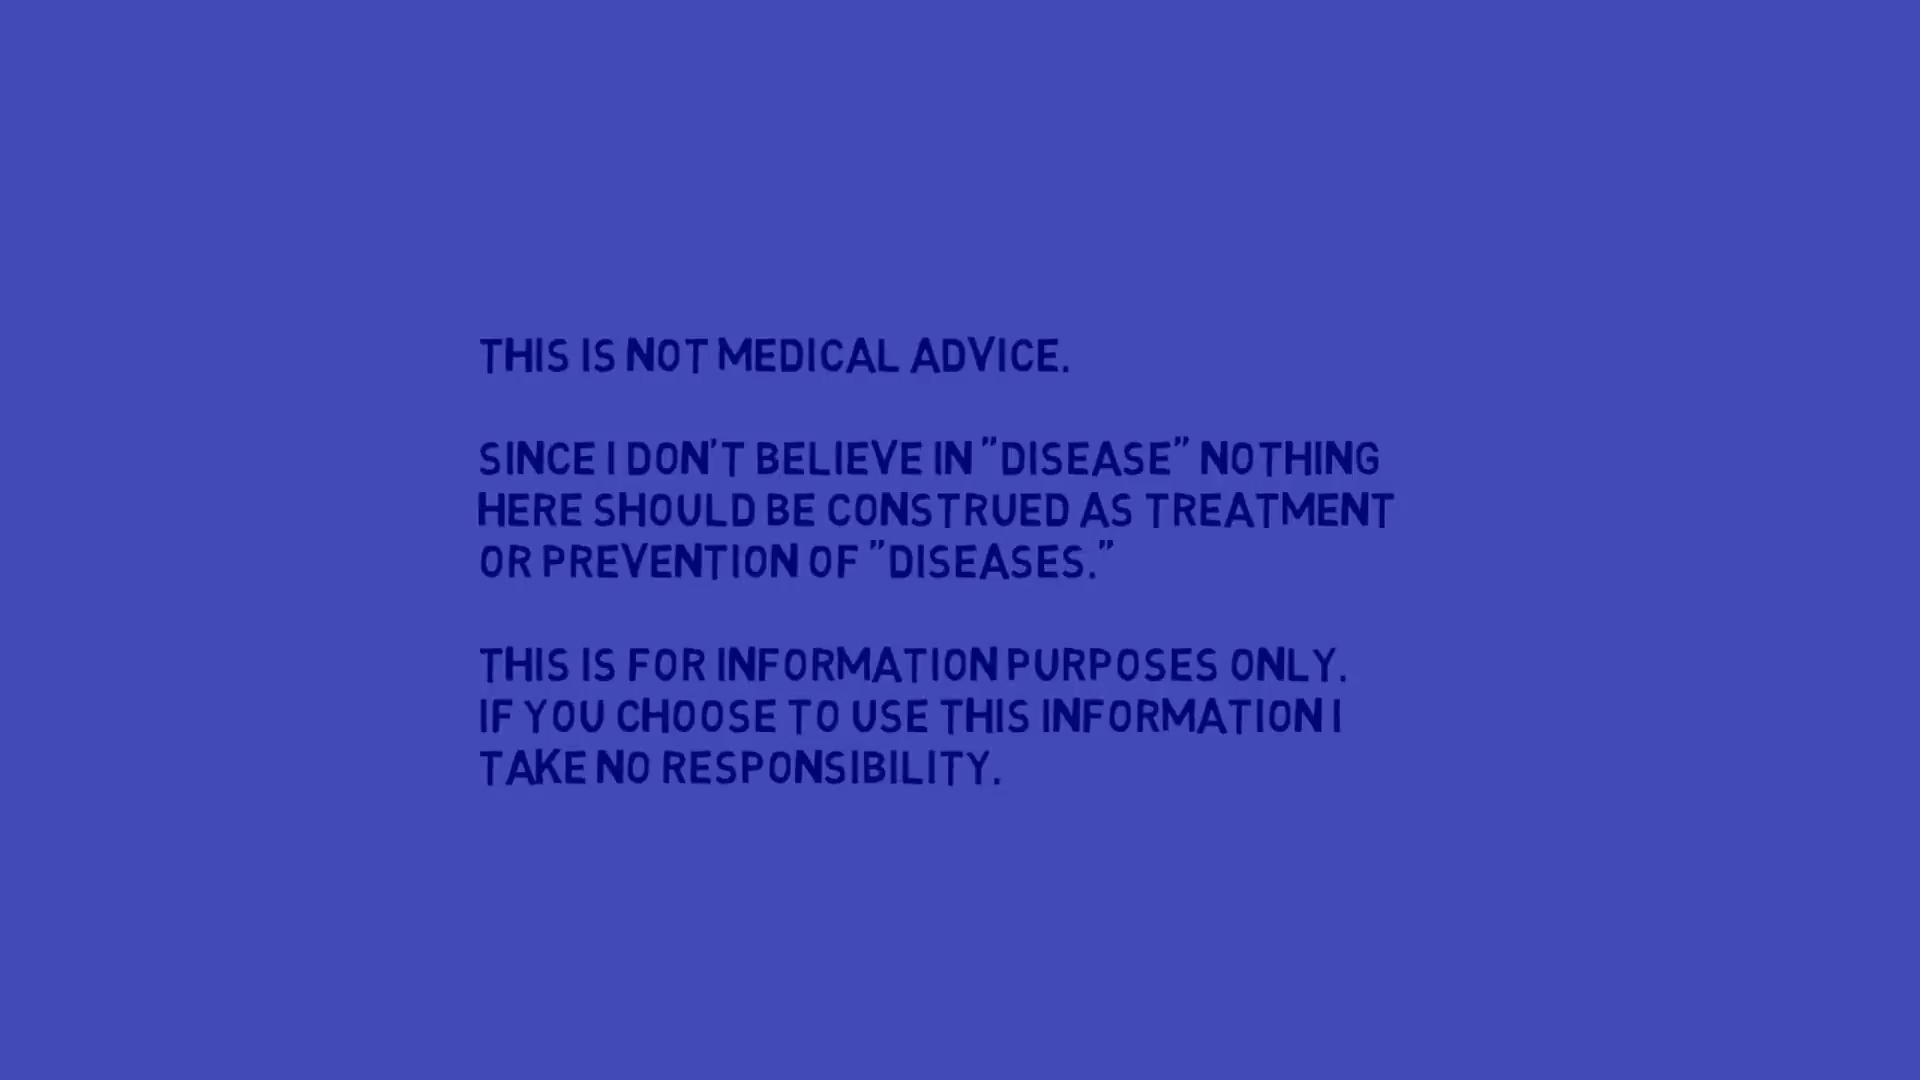 THIS IS NOT MEDICAL ADVICE.
SINCE I DON'T BELIEVE IN "DISEASE" NOTHING
HERE SHOULD BE CONSTRUED AS TREATMENT
OR PREVENTION OF "DISEASES."
THIS IS FOR INFORMATION PURPOSES ONLY.
IF YOU CHOOSE TO USE THIS INFORMATION I
TAKE NO RESPONSIBILITY.